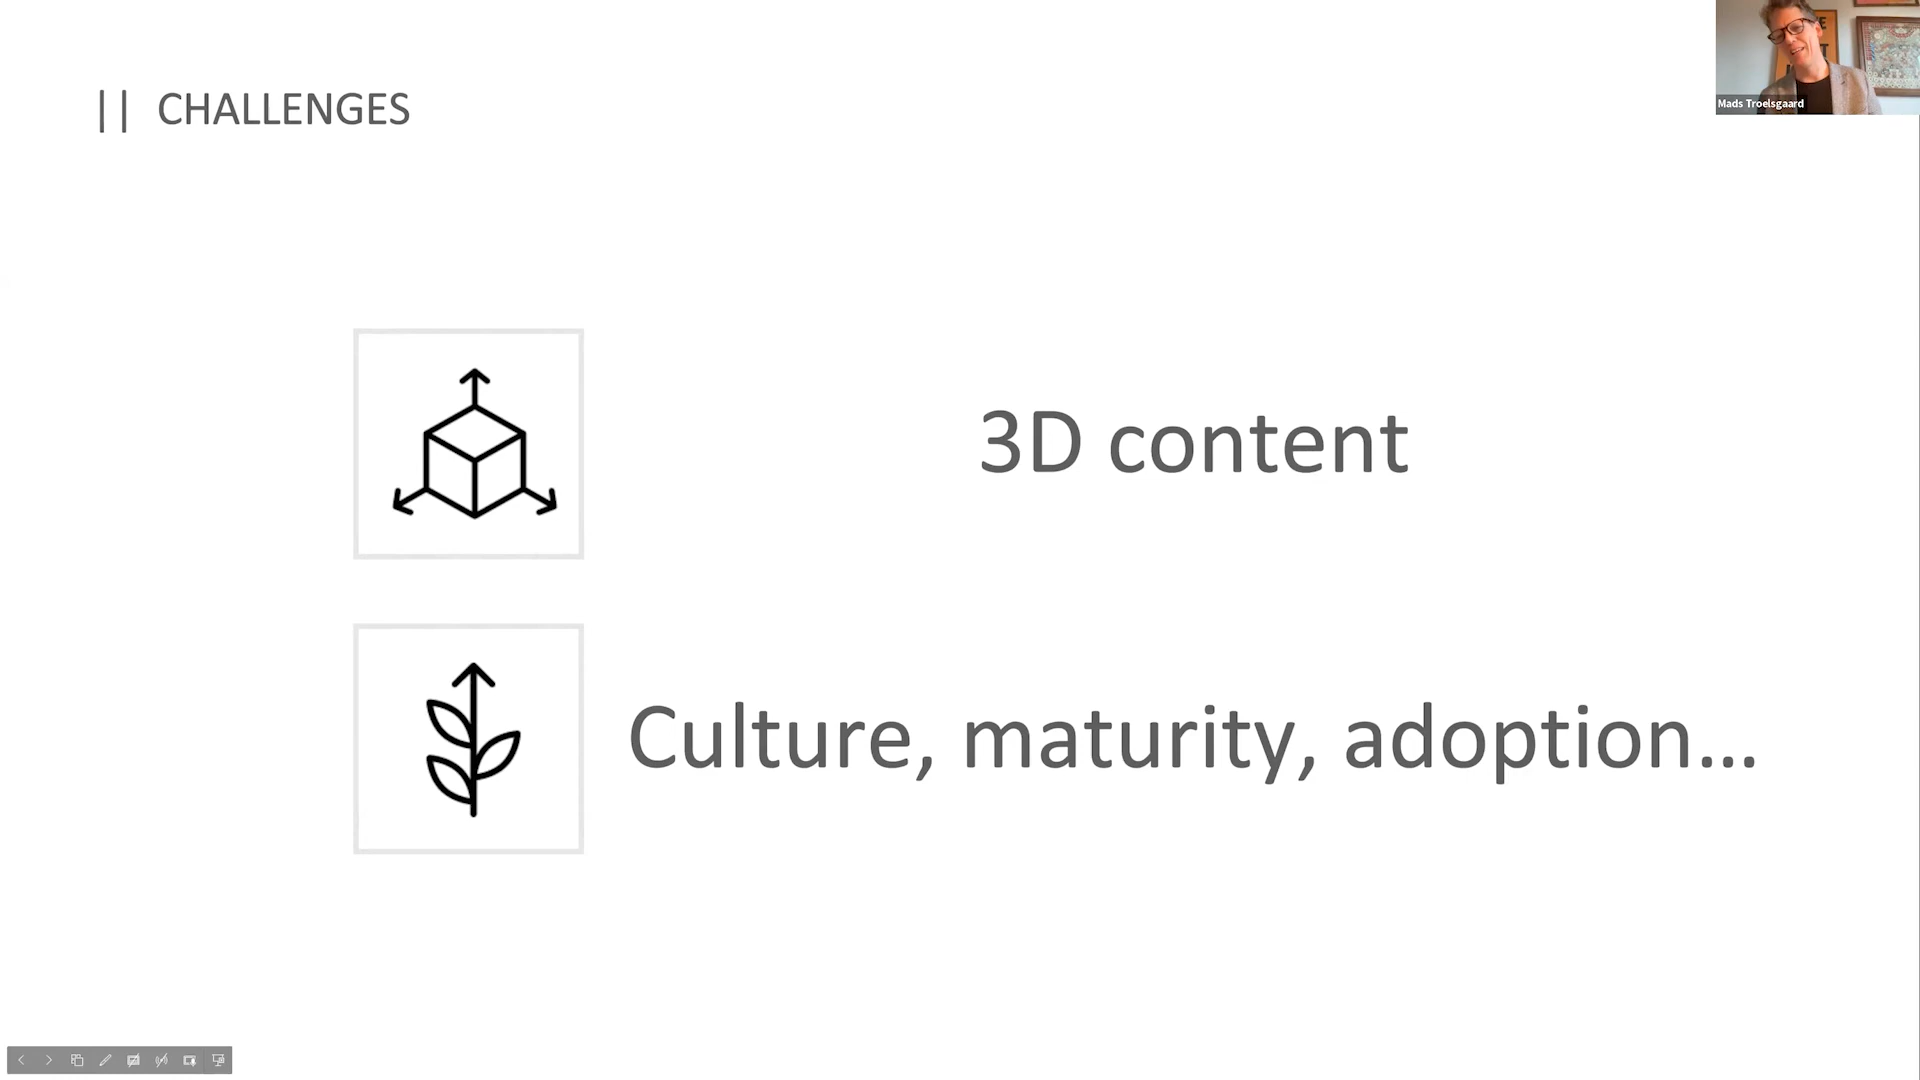 || CHALLENGES
Mads Troelsgaard
3D content
Culture, maturity, adoption...